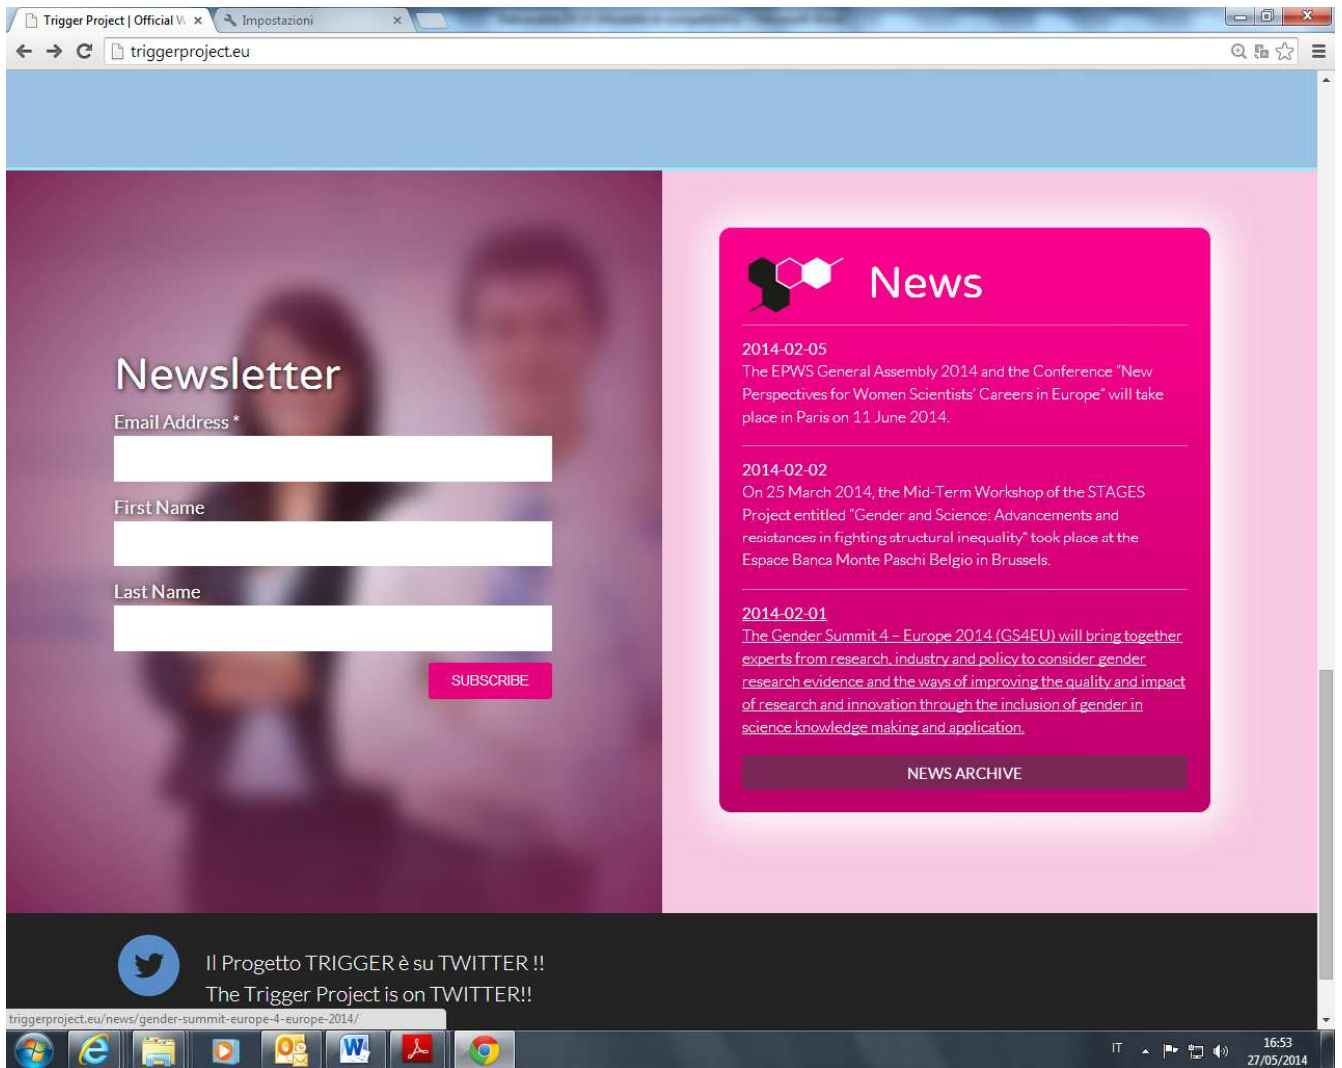 Trigger Project | Official W
Impostazioni
triggerproject.eu
Newsletter
Email Address *
First Name
Last Name
SUBSCRIBE
News
2014-02-05
The EPWS General Assembly 2014 and the Conference "New
Perspectives for Women Scientists' Careers in Europe" will take
place in Paris on 11 June 2014.
2014-02-02
On 25 March 2014, the Mid-Term Workshop of the STAGES
Project entitled "Gender and Science: Advancements and
resistances in fighting structural inequality" took place at the
Espace Banca Monte Paschi Belgio in Brussels.
2014-02-01
The Gender Summit 4 – Europe 2014 (GS4EU) will bring together
experts from research, industry and policy to consider gender
research evidence and the ways of improving the quality and impact
of research and innovation through the inclusion of gender in
science knowledge making and application.
NEWS ARCHIVE
Il Progetto TRIGGER è su TWITTER !!
The Trigger Project is on TWITTER!!
triggerproject.eu/news/gender-summit-europe-4-europe-2014/
IT
16:53
27/05/2014